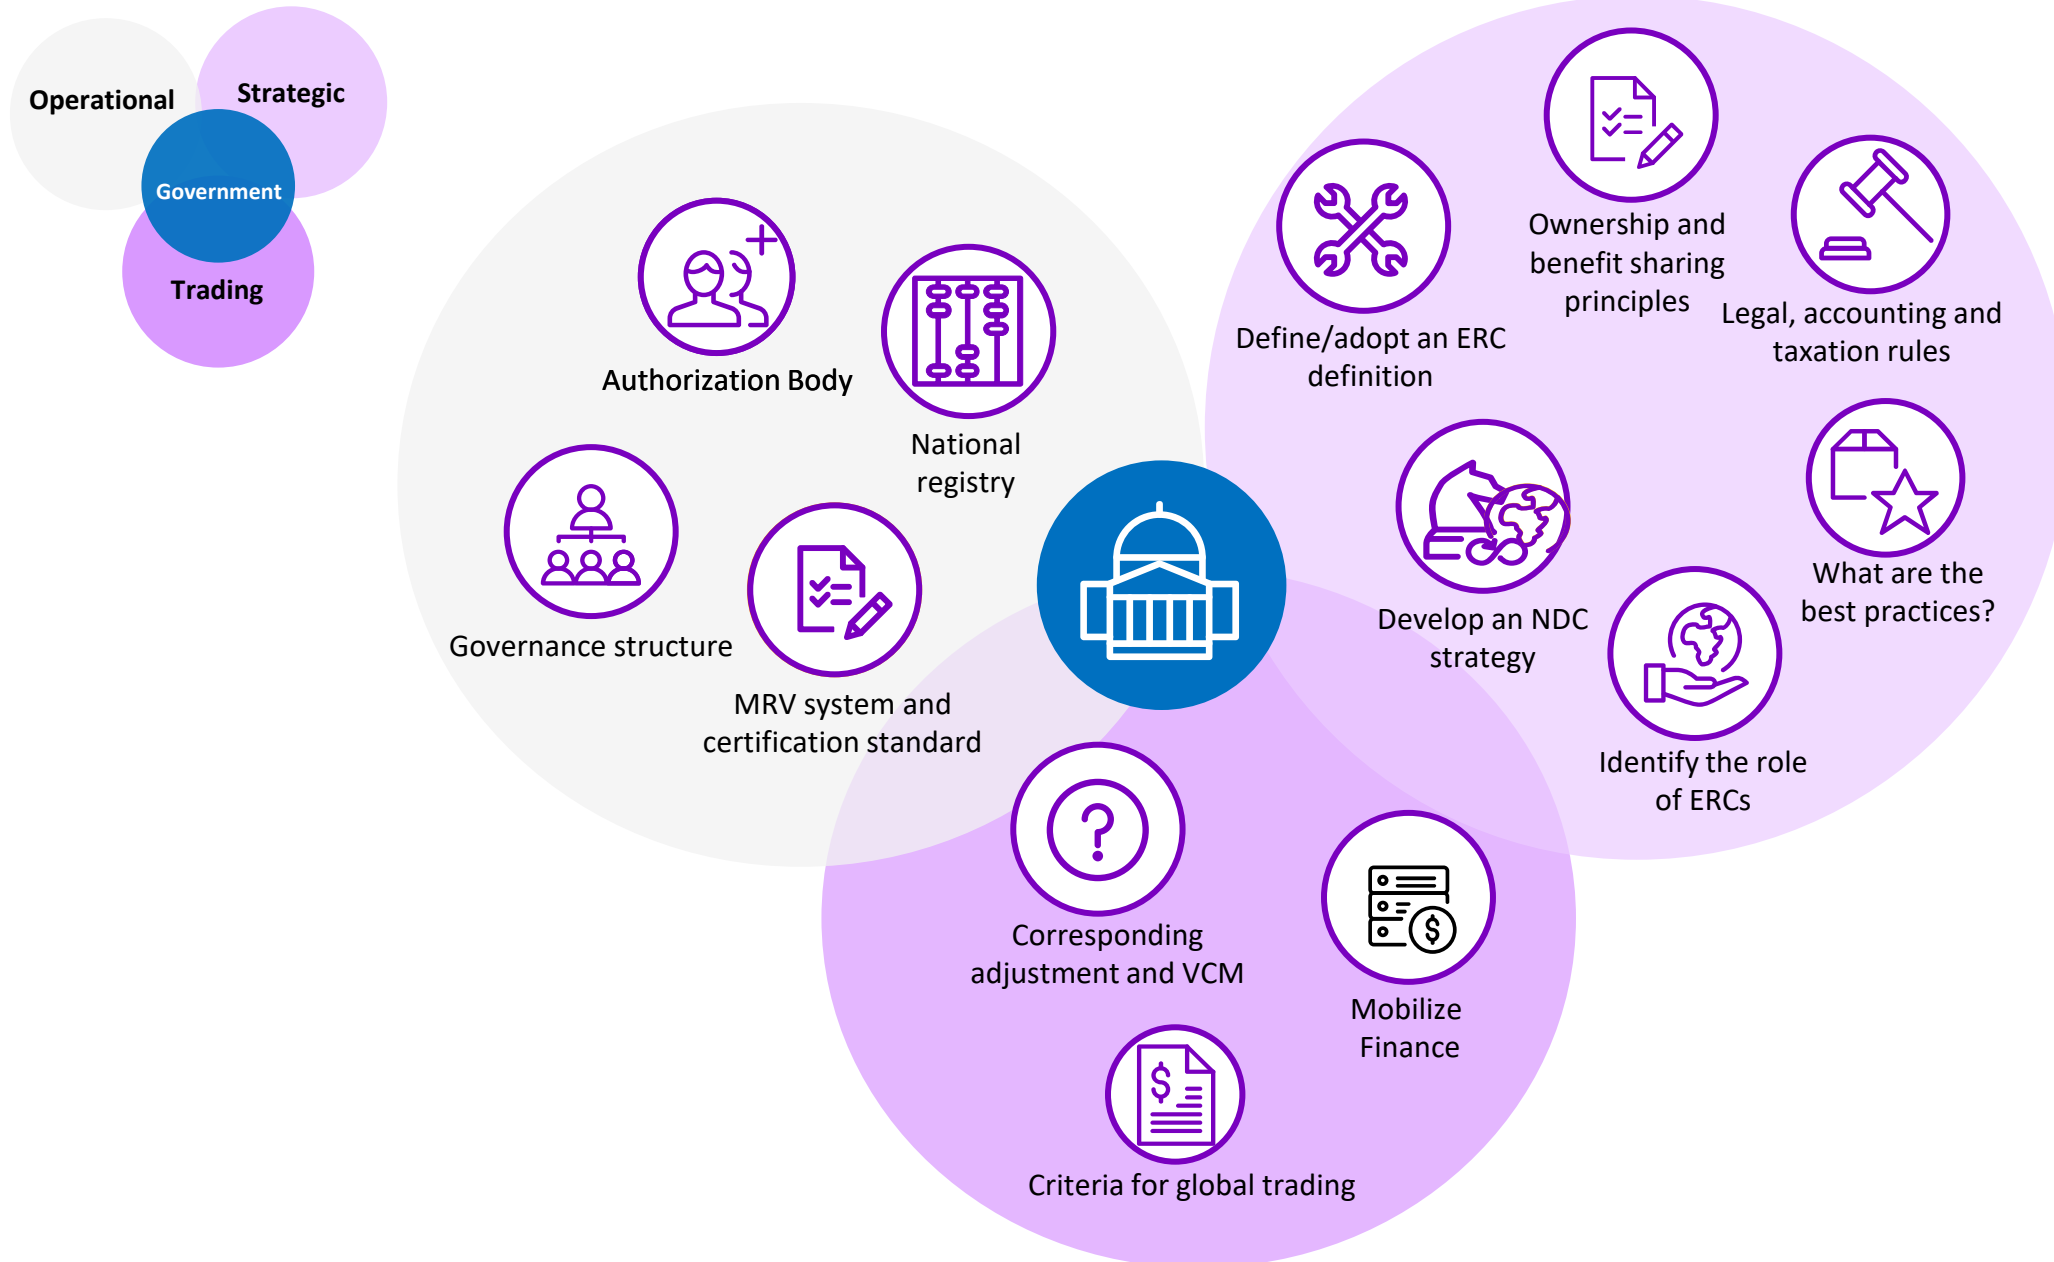 Operational
Strategic
Government
Trading
Authorization Body
National
registry
Governance structure
MRV system and
certification standard
Define/adopt an ERC
definition
Ownership and
benefit sharing
principles
Legal, accounting and
taxation rules
Develop an NDC
strategy
What are the
best practices?
Identify the role
of ERCs
?
Corresponding
adjustment and VCM
$
Mobilize
Finance
$
Criteria for global trading